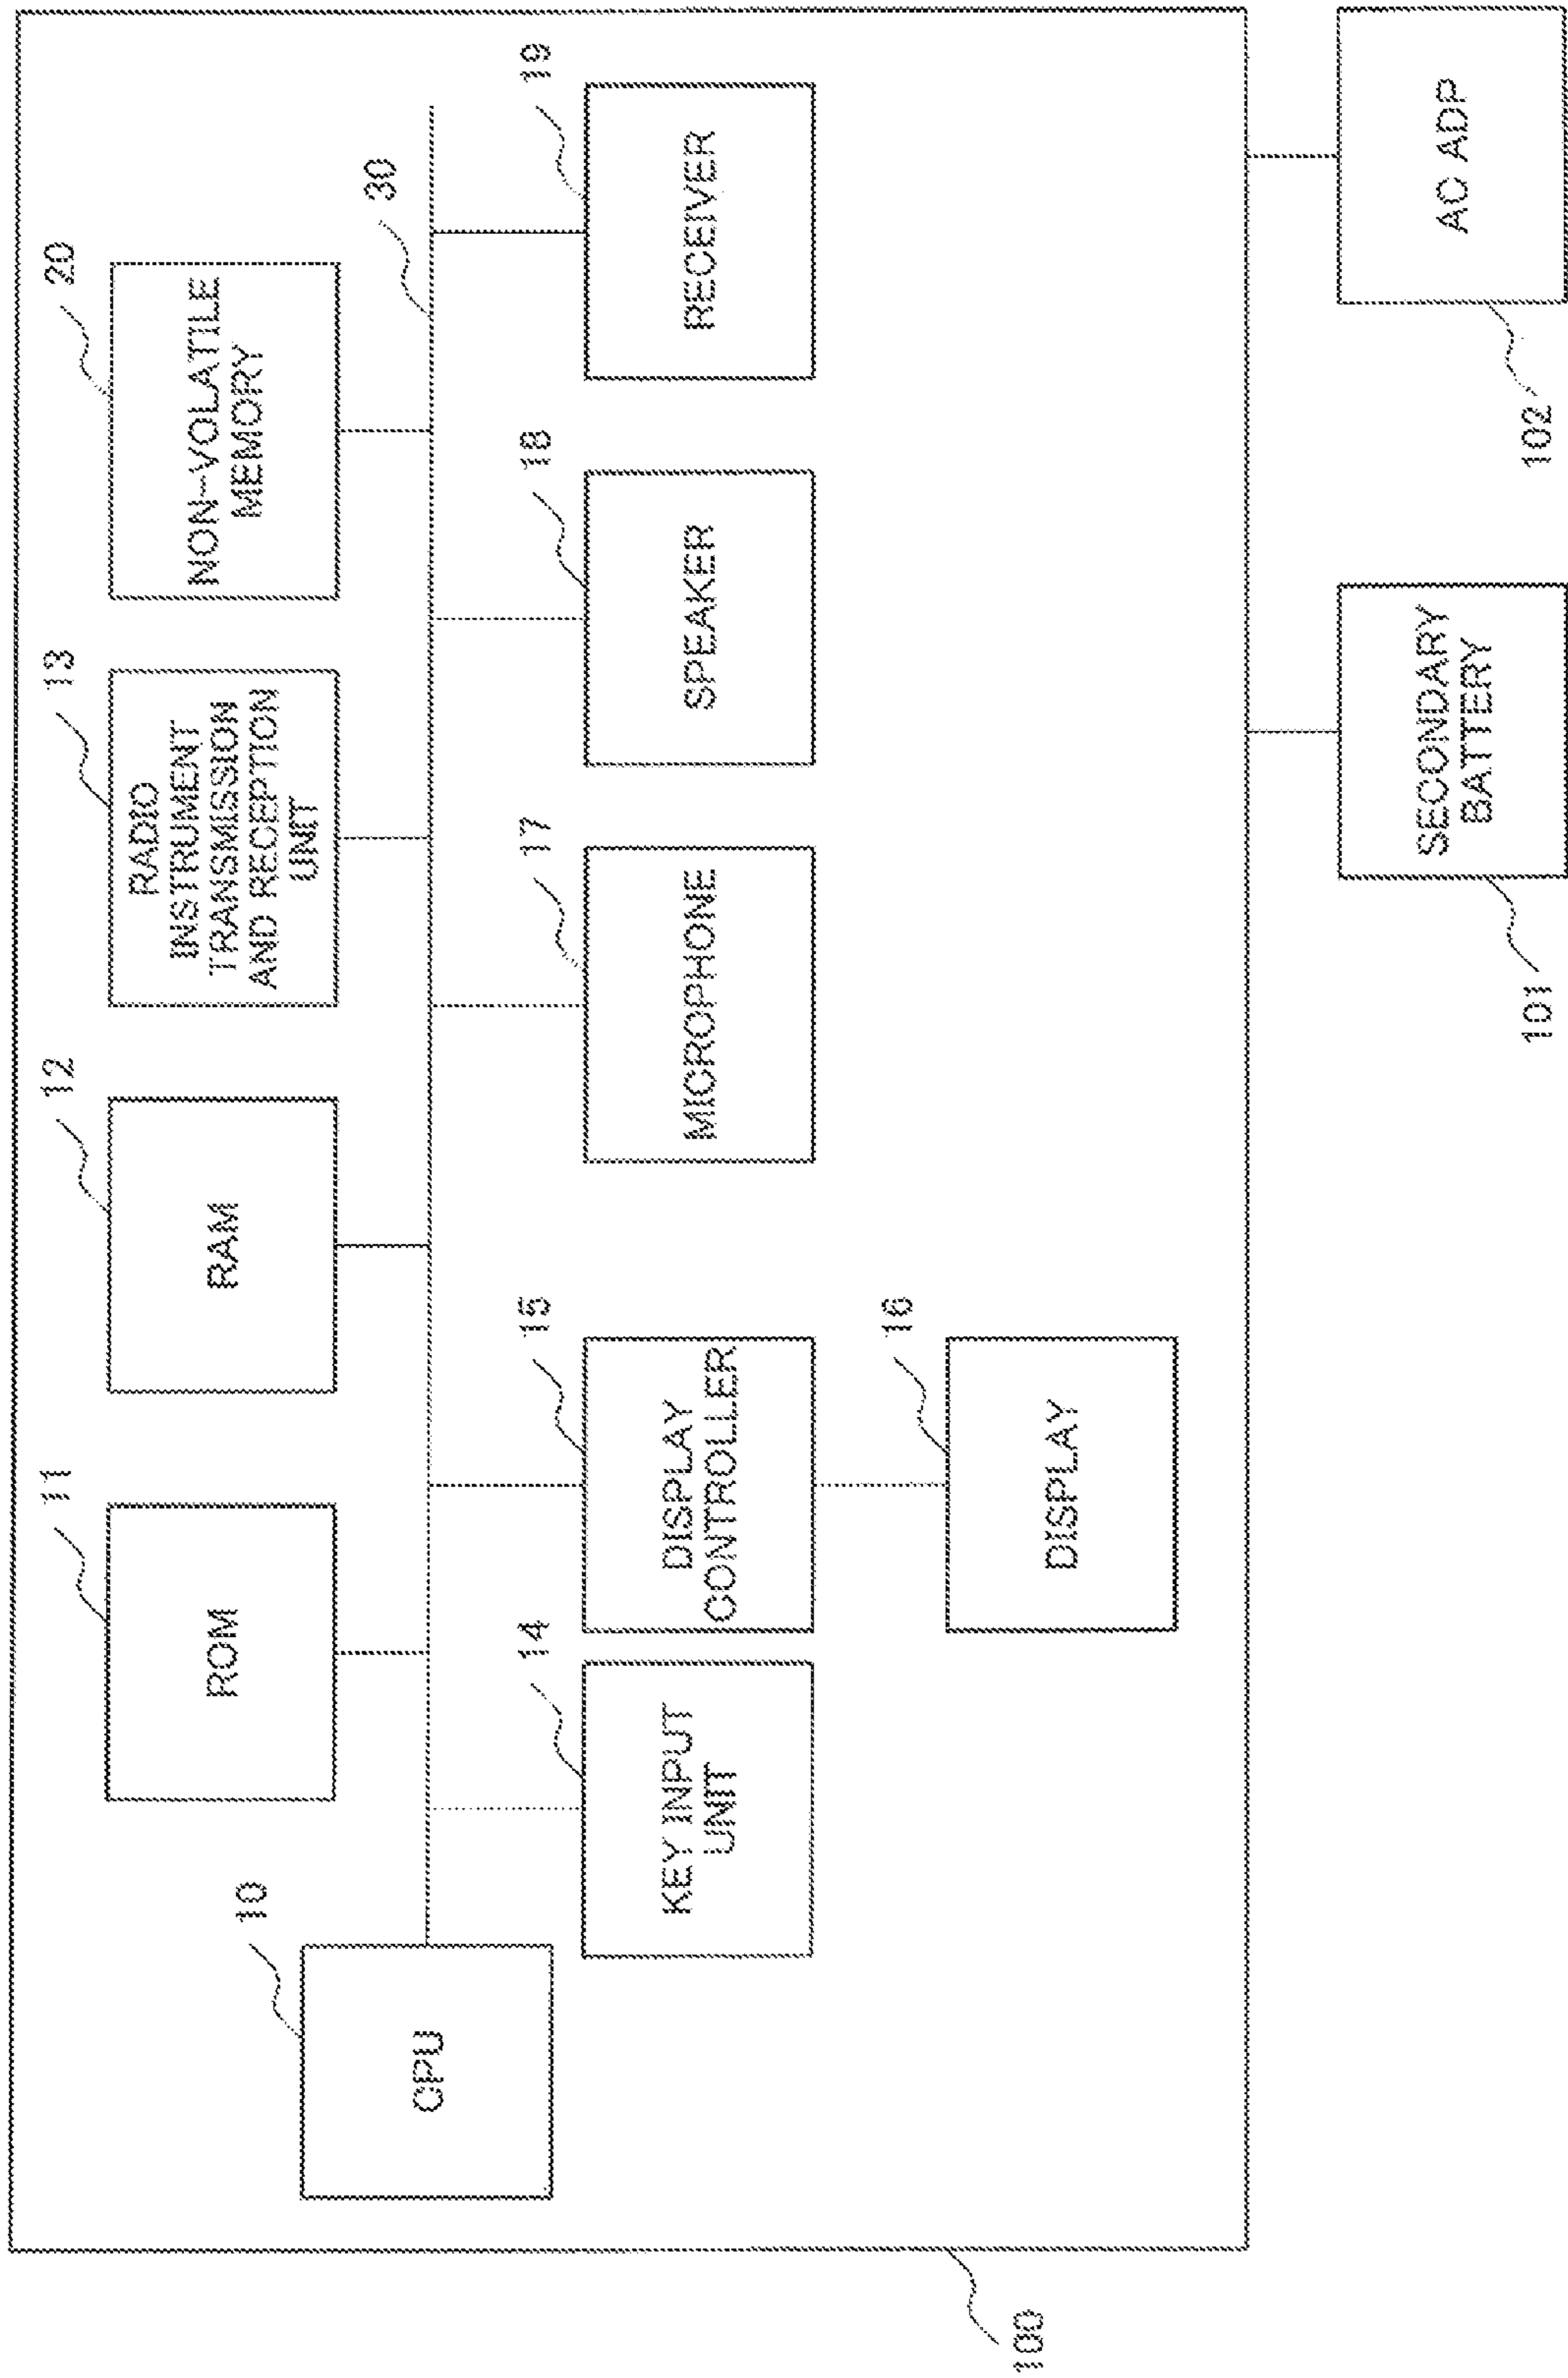 10
CPU
11
ROM
12
RAM
13
RADIO
INSTRUMENT
TRANSMISSION
AND RECEPTION
UNIT
20
NON-VOLATILE
MEMORY
30
14
KEY INPUT
UNIT
15
DISPLAY
CONTROLLER
17
MICROPHONE
18
SPEAKER
19
RECEIVER
16
DISPLAY
100
101
SECONDARY
BATTERY
102
AC ADP